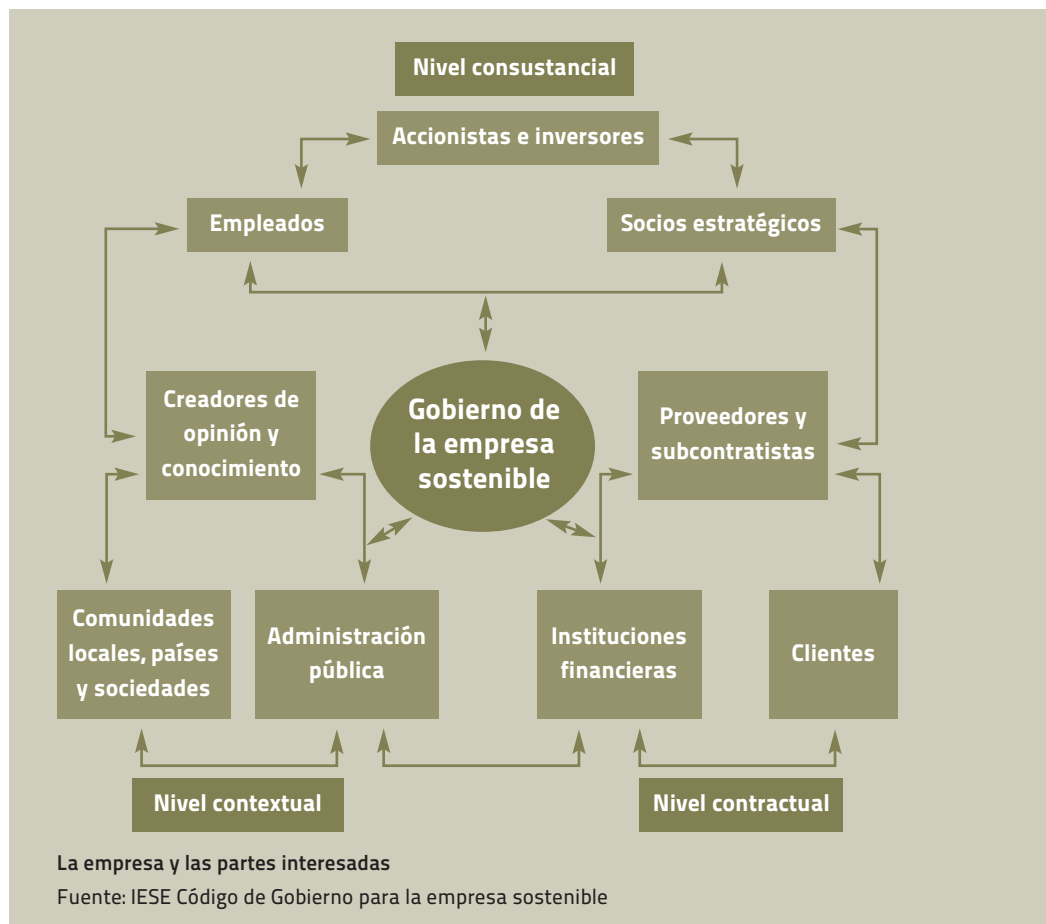 Nivel consustancial
Accionistas e inversores
Empleados
Socios estratégicos
Creadores de
opinión y
conocimiento
Gobierno de
la empresa
sostenible
Proveedores y
subcontratistas
Comunidades
locales, países
y sociedades
Administración
pública
Instituciones
financieras
Clientes
Nivel contextual
Nivel contractual
La empresa y las partes interesadas
Fuente: IESE Código de Gobierno para la empresa sostenible